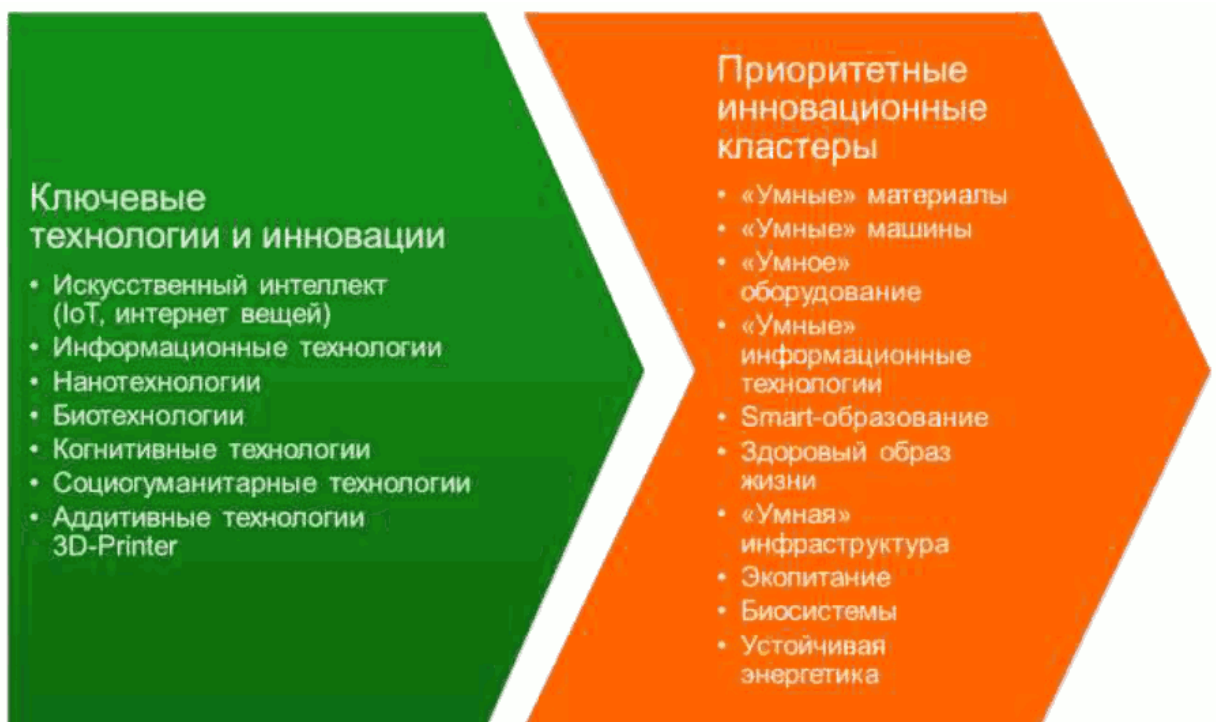 Ключевые
технологии и инновации
• Искусственный интеллект
(IoT, интернет вещей)
• Информационные технологии
• Нанотехнологии
• Биотехнологии
• Когнитивные технологии
• Социогуманитарные технологии
• Аддитивные технологии
3D-Printer
Приоритетные
инновационные
кластеры
• «Умные» материалы
• «Умные» машины
• «Умное»
оборудование
• «Умные»
информационные
технологии
• Smart-образование
• Здоровый образ
жизни
• «Умная»
инфраструктура
• Экопитание
• Биосистемы
• Устойчивая
энергетика